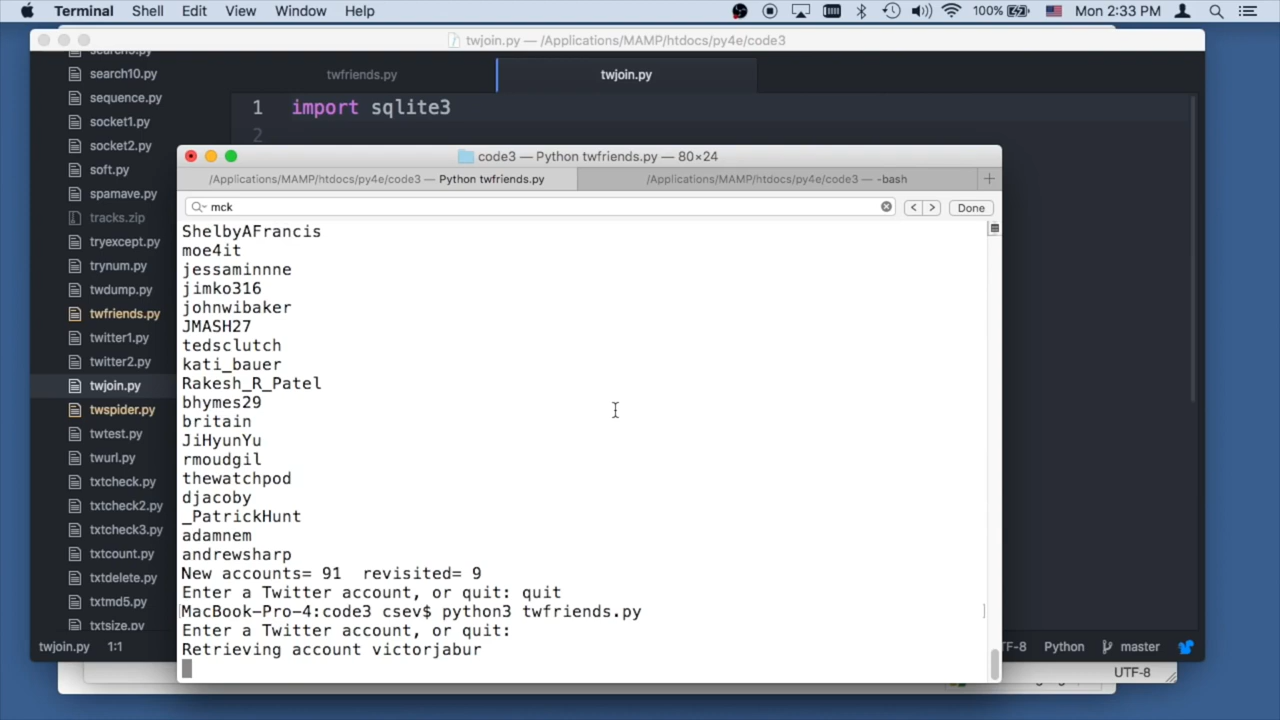 Terminal Shell Edit View Window Help 100% Mon 2:33 PM
twjoin.py — /Applications/MAMP/htdocs/py4e/code3
search10.py
sequence.py
socket1.py
socket2.py
soft.py
spamave.py
tracks.zip
tryexcept.py
trynum.py
twdump.py
twfriends.py
twitter1.py
twitter2.py
twjoin.py
twspider.py
twtest.py
twurl.py
txtcheck.py
txtcheck2.py
txtcheck3.py
txtcount.py
txtdelete.py
txtmd5.py
txtsize.py
twfriends.py twjoin.py
1 import sqlite3
2
code3 — Python twfriends.py — 80×24
/Applications/MAMP/htdocs/py4e/code3 — Python twfriends.py /Applications/MAMP/htdocs/py4e/code3 — -bash +
mck < > Done
ShelbyAFrancis
moe4it
jessaminnne
jimko316
johnwibaker
JMASH27
tedsclutch
kati_bauer
Rakesh_R_Patel
bhymes29
britain
JiHyunYu
rmoudgil
thewatchpod
djacoby
_PatrickHunt
adamnem
andrewsharp
New accounts= 91 revisited= 9
Enter a Twitter account, or quit: quit
[MacBook-Pro-4:code3 csev$ python3 twfriends.py ]
Enter a Twitter account, or quit:
Retrieving account victorjabur
twjoin.py 1:1 TF-8 Python master
UTF-8